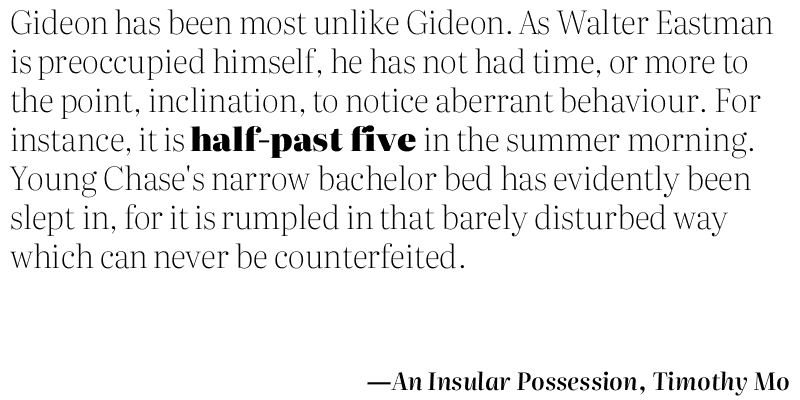 Gideon has been most unlike Gideon. As Walter Eastman
is preoccupied himself, he has not had time, or more to
the point, inclination, to notice aberrant behaviour. For
instance, it is half-past five in the summer morning.
Young Chase's narrow bachelor bed has evidently been
slept in, for it is rumpled in that barely disturbed way
which can never be counterfeited.
—An Insular Possession, Timothy Mo